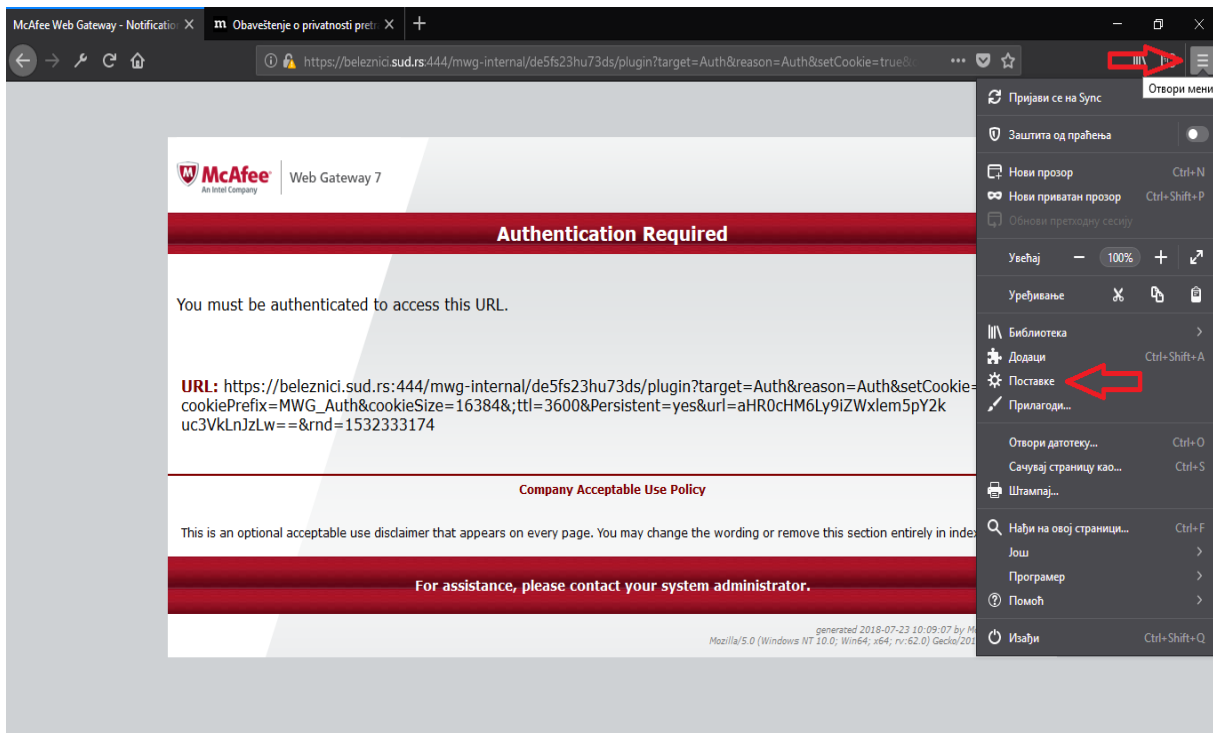 McAfee Web Gateway - Notification
m Obaveštenje o privatnosti pretr
https://beleznici.sud.rs:444/mwg-internal/de5fs23hu73ds/plugin?target=Auth&reason=Auth&setCookie=true&
Отвори мени
Пријави се на Sync
Заштита од праћења
Нови прозор Ctrl+N
Нови приватан прозор Ctrl+Shift+P
Обнови претходну сесију
Увећај 100%
Уређивање
Библиотека
Додаци Ctrl+Shift+A
Поставке
Прилагоди...
Отвори датотеку... Ctrl+O
Сачувај страницу као... Ctrl+S
Штампај...
Нађи на овој страници... Ctrl+F
Још
Програмер
Помоћ
Изађи Ctrl+Shift+Q
McAfee Web Gateway 7
An Intel Company
Authentication Required
You must be authenticated to access this URL.
URL: https://beleznici.sud.rs:444/mwg-internal/de5fs23hu73ds/plugin?target=Auth&reason=Auth&setCookie=
cookiePrefix=MWG_Auth&cookieSize=16384&;ttl=3600&Persistent=yes&url=aHR0cHM6Ly9iZWxlem5pY2k
uc3VkLnJzLw==&rnd=1532333174
Company Acceptable Use Policy
This is an optional acceptable use disclaimer that appears on every page. You may change the wording or remove this section entirely in index
For assistance, please contact your system administrator.
generated 2018-07-23 10:09:07 by M
Mozilla/5.0 (Windows NT 10.0; Win64; x64; rv:62.0) Gecko/201